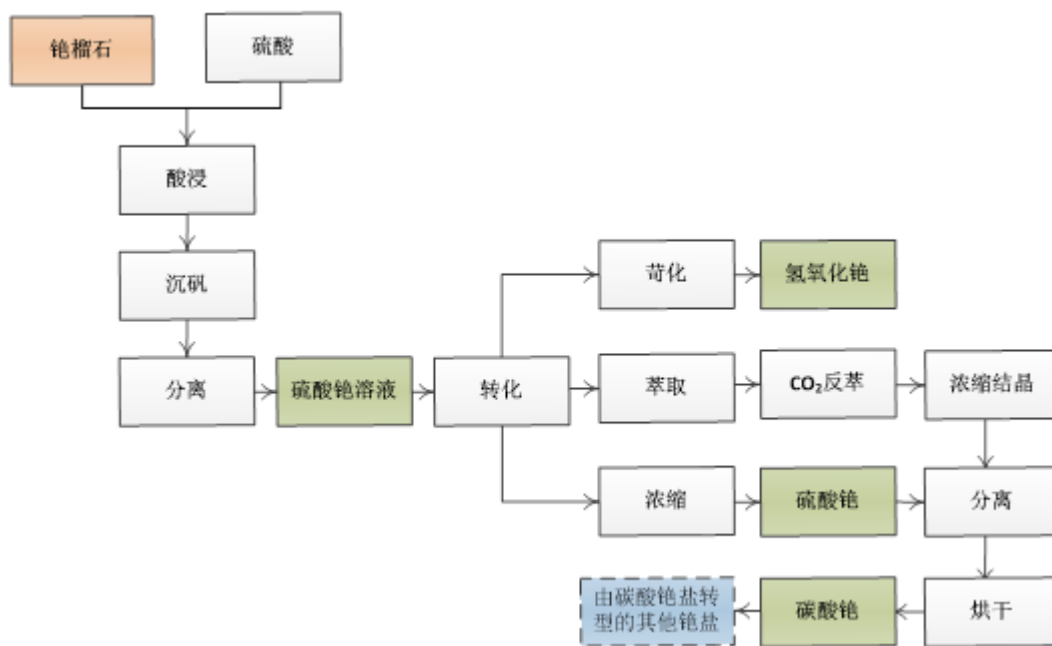 铯榴石
硫酸
酸浸
沉矾
分离
硫酸铯溶液
转化
苛化
氢氧化铯
萃取
CO₂反萃
浓缩结晶
浓缩
硫酸铯
分离
由碳酸铯盐转
型的其他铯盐
碳酸铯
烘干